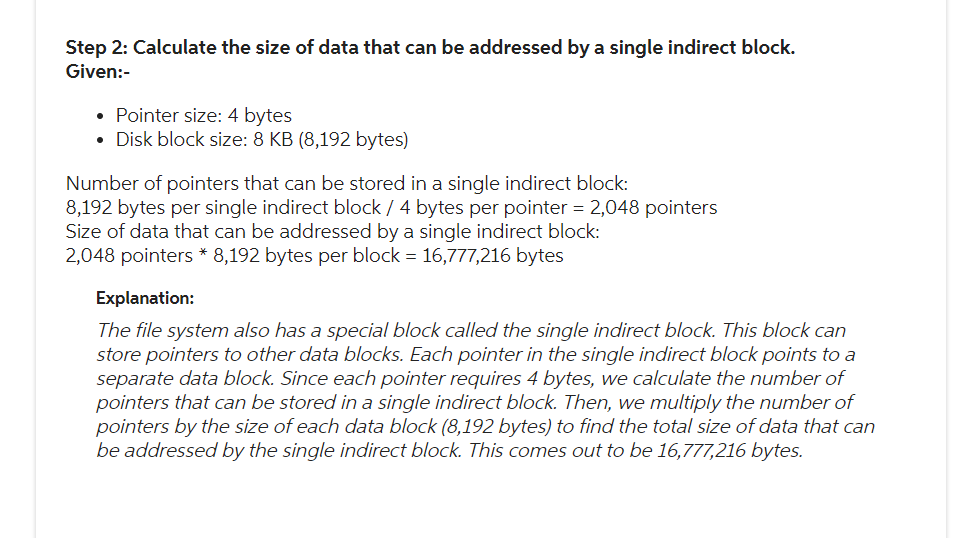 Step 2: Calculate the size of data that can be addressed by a single indirect block.
Given:-
• Pointer size: 4 bytes
• Disk block size: 8 KB (8,192 bytes)
Number of pointers that can be stored in a single indirect block:
8,192 bytes per single indirect block / 4 bytes per pointer = 2,048 pointers
Size of data that can be addressed by a single indirect block:
2,048 pointers * 8,192 bytes per block = 16,777,216 bytes
Explanation:
The file system also has a special block called the single indirect block. This block can
store pointers to other data blocks. Each pointer in the single indirect block points to a
separate data block. Since each pointer requires 4 bytes, we calculate the number of
pointers that can be stored in a single indirect block. Then, we multiply the number of
pointers by the size of each data block (8,192 bytes) to find the total size of data that can
be addressed by the single indirect block. This comes out to be 16,777,216 bytes.